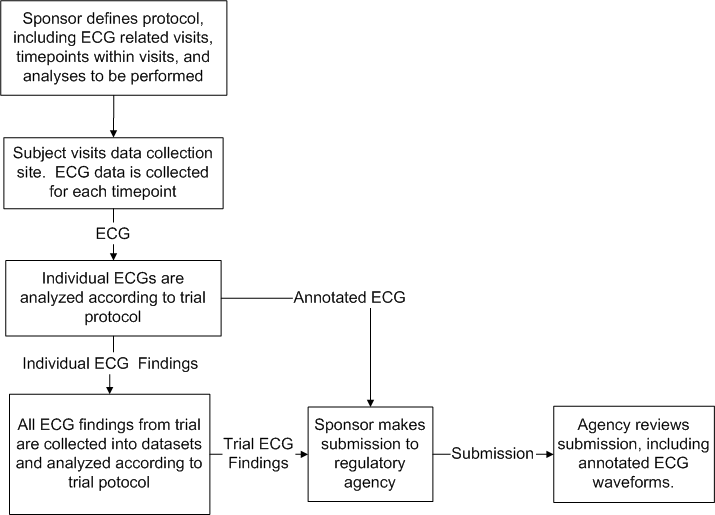 Sponsor defines protocol,
including ECG related visits,
timepoints within visits, and
analyses to be performed
Subject visits data collection
site.  ECG data is collected
for each timepoint
ECG
Individual ECGs are
analyzed according to trial
protocol
Annotated ECG
Individual ECG  Findings
All ECG findings from trial
are collected into datasets
and analyzed according to
trial potocol
Trial ECG
Findings
Sponsor makes
submission to
regulatory
agency
Submission
Agency reviews
submission, including
annotated ECG
waveforms.